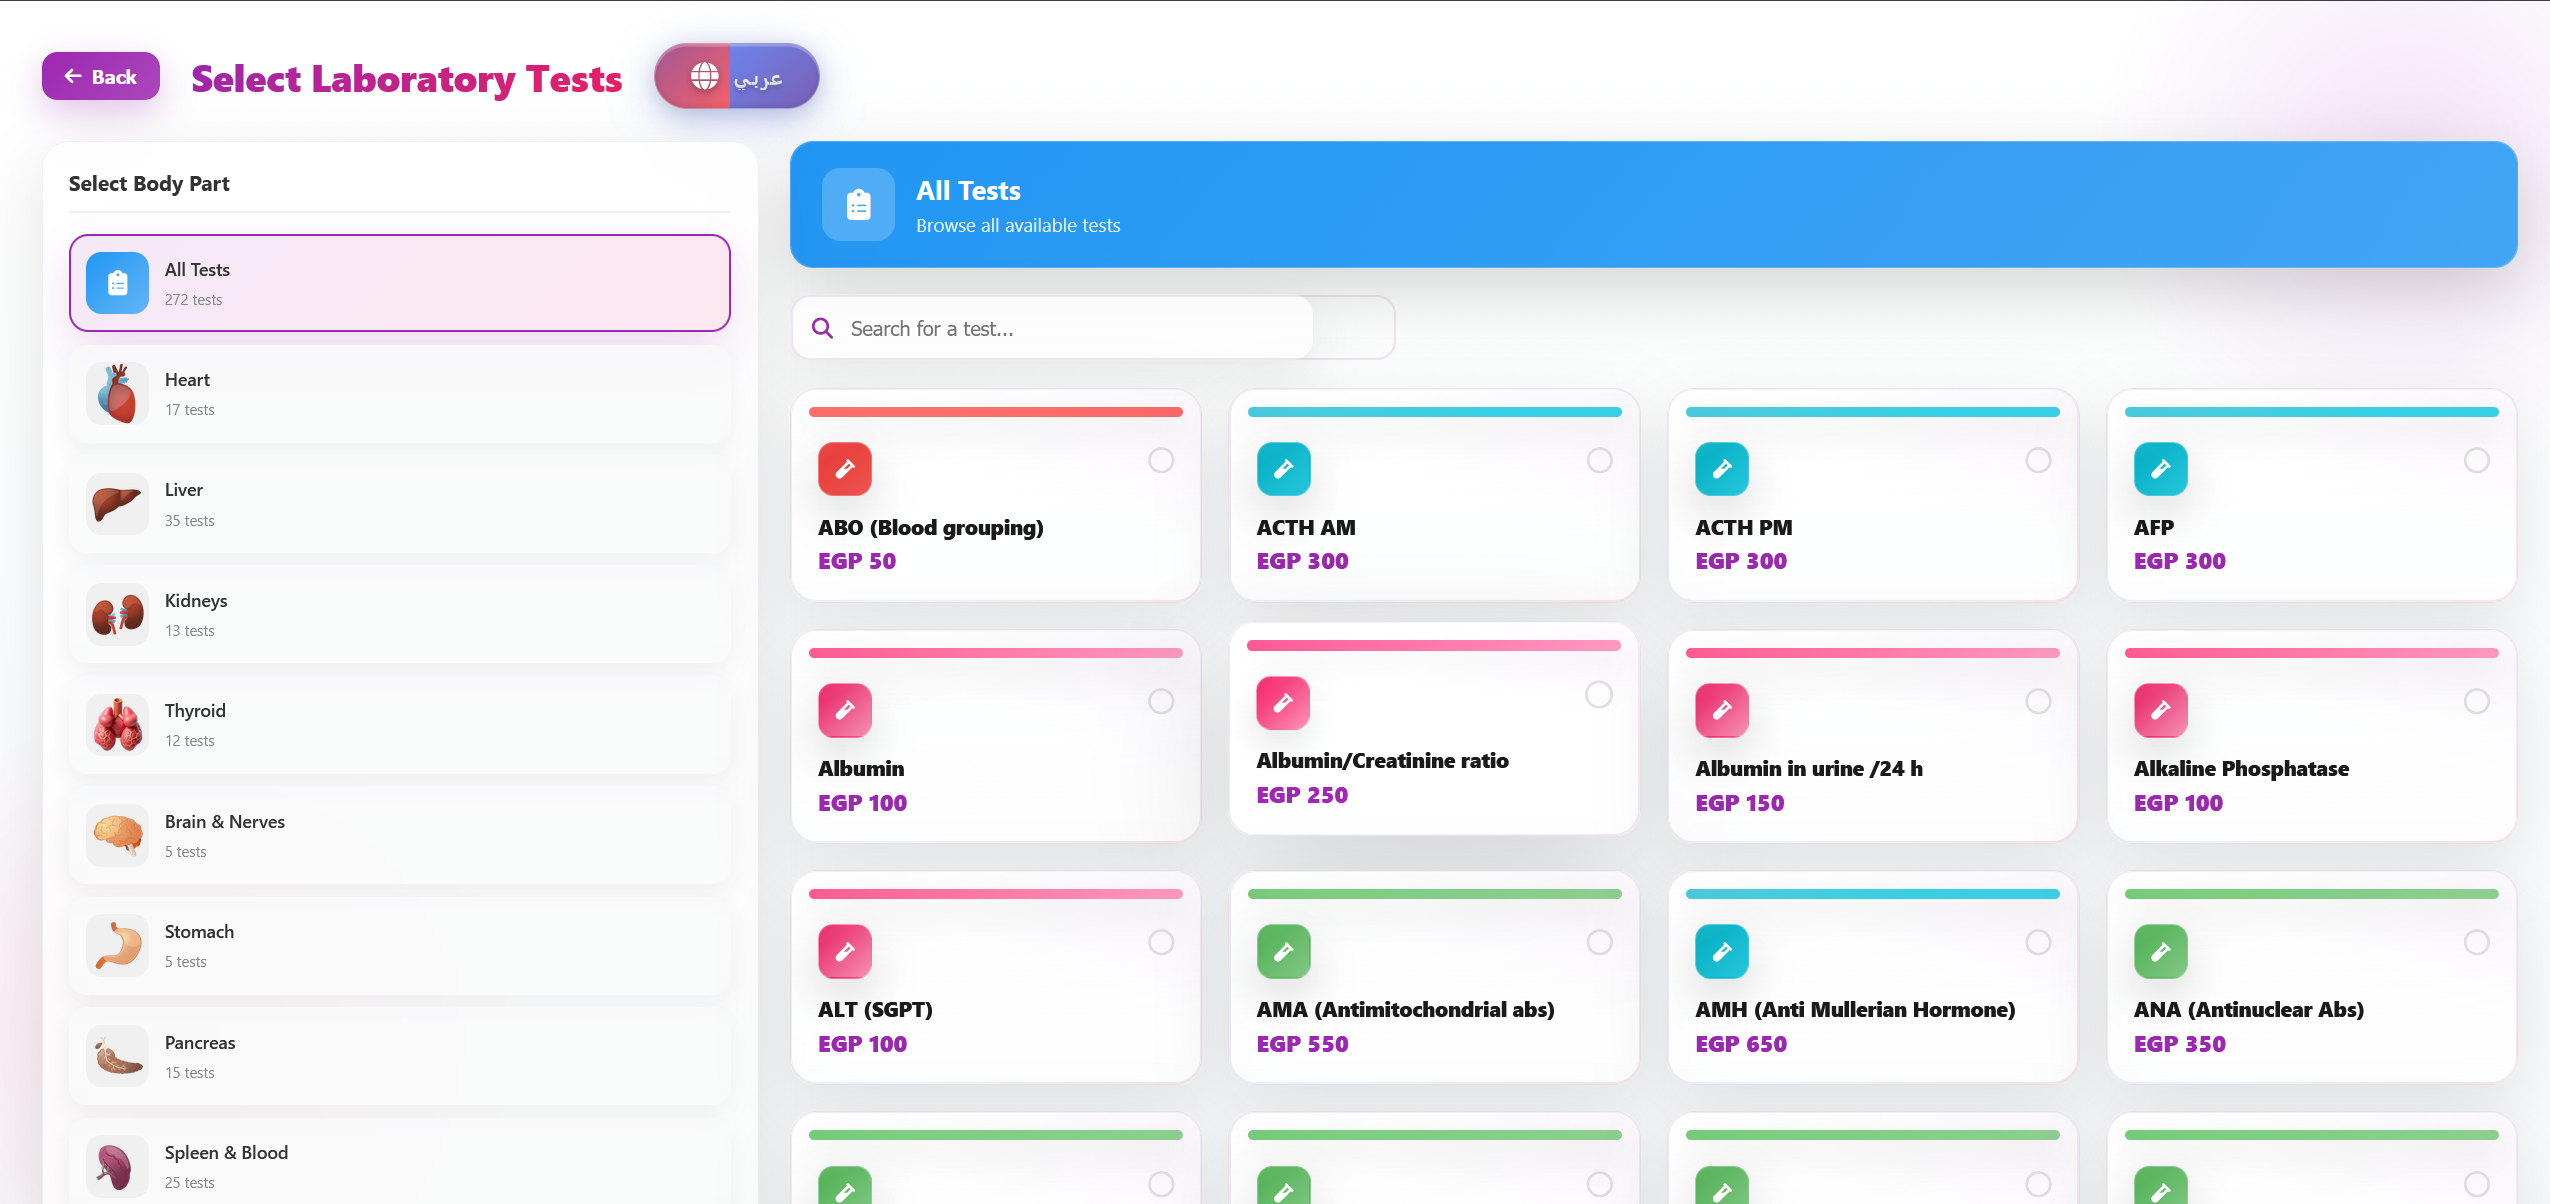 Back
Select Laboratory Tests
عربي
Select Body Part
All Tests
272 tests
Heart
17 tests
Liver
35 tests
Kidneys
13 tests
Thyroid
12 tests
Brain & Nerves
5 tests
Stomach
5 tests
Pancreas
15 tests
Spleen & Blood
25 tests
All Tests
Browse all available tests
Search for a test...
ABO (Blood grouping)
EGP 50
ACTH AM
EGP 300
ACTH PM
EGP 300
AFP
EGP 300
Albumin
EGP 100
Albumin/Creatinine ratio
EGP 250
Albumin in urine /24 h
EGP 150
Alkaline Phosphatase
EGP 100
ALT (SGPT)
EGP 100
AMA (Antimitochondrial abs)
EGP 550
AMH (Anti Mullerian Hormone)
EGP 650
ANA (Antinuclear Abs)
EGP 350